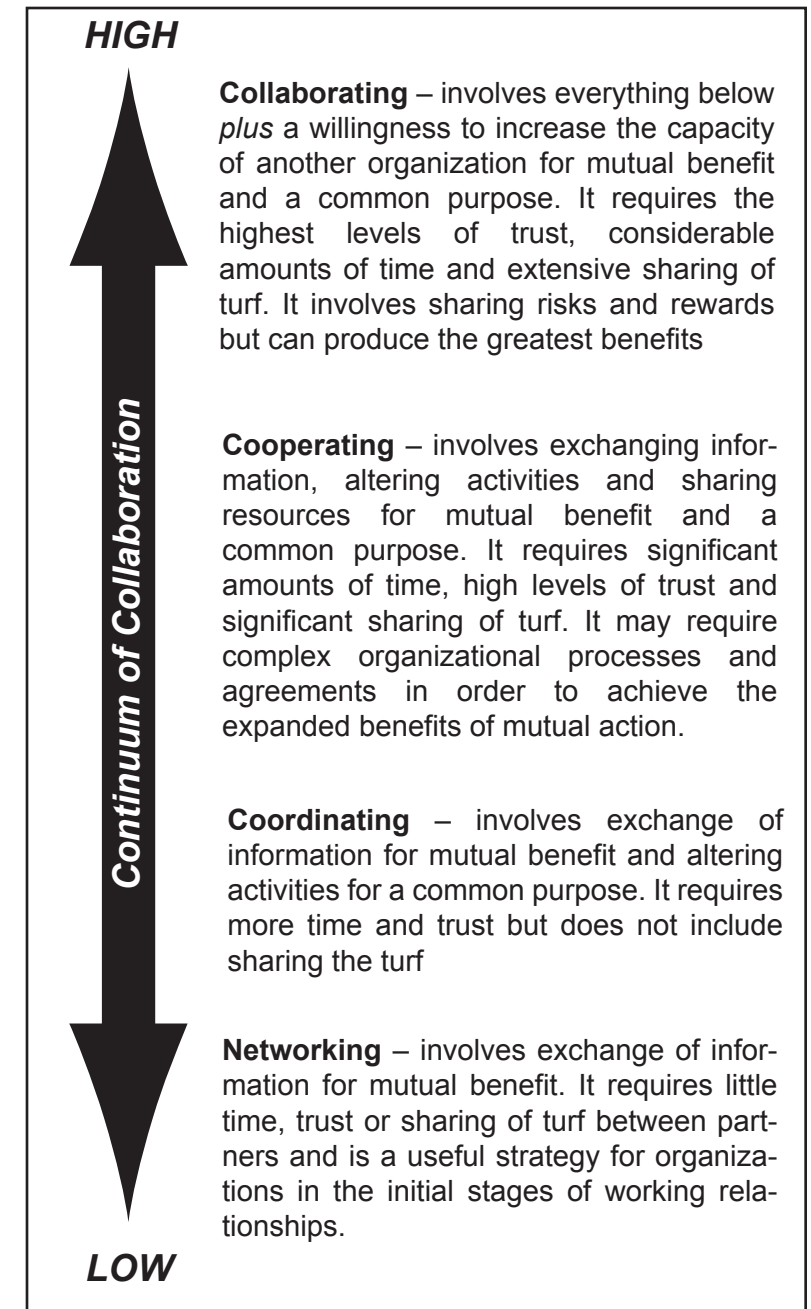 HIGH
Collaborating – involves everything below
plus a willingness to increase the capacity
of another organization for mutual benefit
and a common purpose. It requires the
highest levels of trust, considerable
amounts of time and extensive sharing of
turf. It involves sharing risks and rewards
but can produce the greatest benefits
Continuum of Collaboration
Cooperating – involves exchanging infor-
mation, altering activities and sharing
resources for mutual benefit and a
common purpose. It requires significant
amounts of time, high levels of trust and
significant sharing of turf. It may require
complex organizational processes and
agreements in order to achieve the
expanded benefits of mutual action.
Coordinating – involves exchange of
information for mutual benefit and altering
activities for a common purpose. It requires
more time and trust but does not include
sharing the turf
Networking – involves exchange of infor-
mation for mutual benefit. It requires little
time, trust or sharing of turf between part-
ners and is a useful strategy for organiza-
tions in the initial stages of working rela-
tionships.
LOW